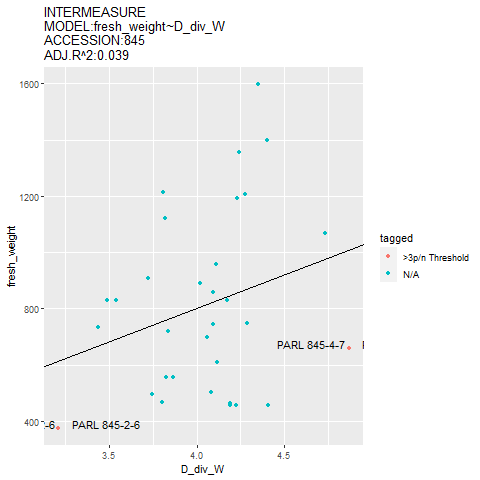 INTERMEASURE
MODEL:fresh_weight~D_div_W
ACCESSION:845
ADJ.R^2:0.039
1600
1200
800
400
fresh_weight
PARL 845-4-7
-6
PARL 845-2-6
3.5 4.0 4.5
D_div_W
tagged
>3p/n Threshold
N/A